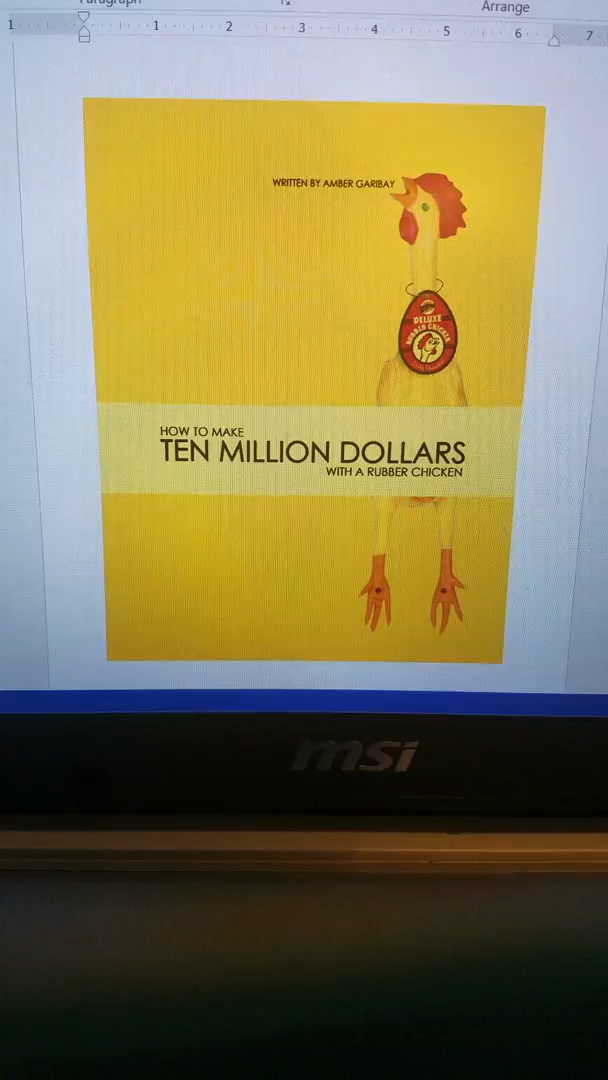 Paragraph
Arrange
1 1 2 3 4 5 6 7
WRITTEN BY AMBER GARIBAY
DELUXE
RUBBER CHICKEN
HOW TO MAKE
TEN MILLION DOLLARS
WITH A RUBBER CHICKEN
msi